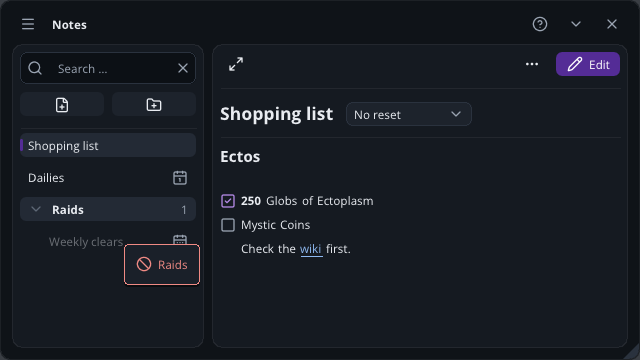 Notes
Search ...
Edit
Shopping list
No reset
Shopping list
Dailies
Raids 1
Weekly clears
Raids
Ectos
250 Globs of Ectoplasm
Mystic Coins
Check the wiki first.